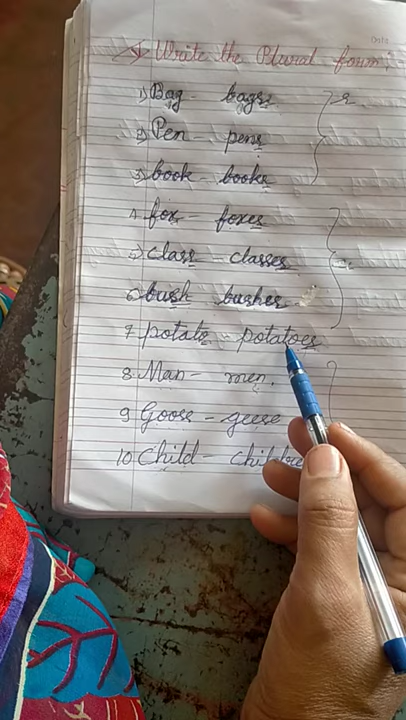 Date
Write the Plural form.
1) Bag bags
2) Pen - pens
3) book - books
4 fox - foxes
5) class - classes
6 bush bushes -
7 potato - potatoes
8 Man - men.
9 Goose - geese
10 Child -